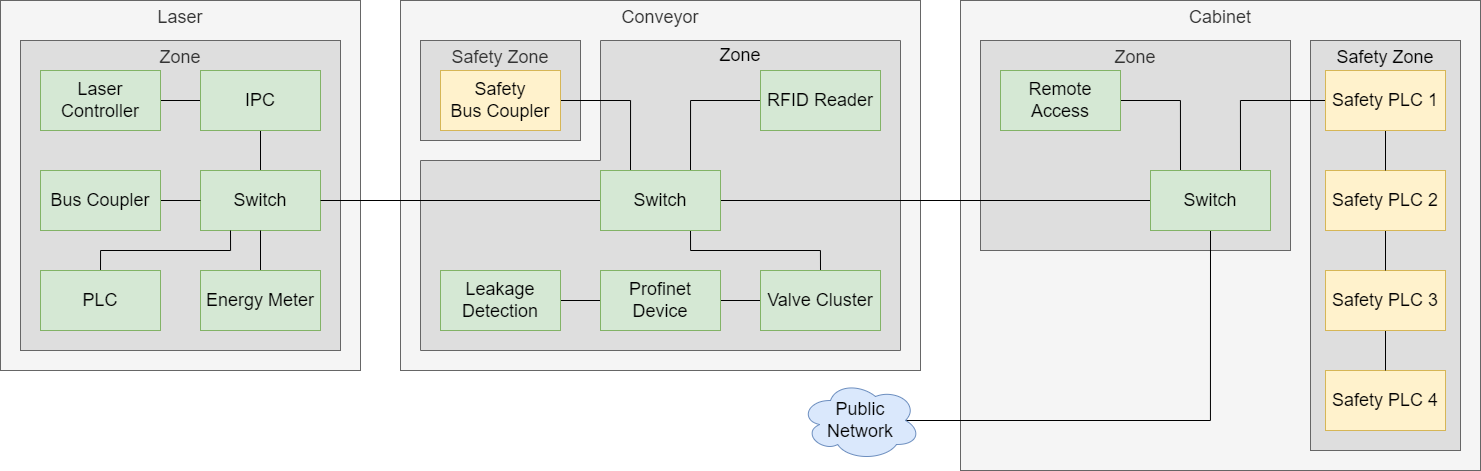 Laser
Zone
Laser
Controller
IPC
Bus Coupler
Switch
PLC
Energy Meter
Conveyor
Safety Zone
Safety
Bus Coupler
Zone
RFID Reader
Switch
Leakage
Detection
Profinet
Device
Valve Cluster
Cabinet
Zone
Remote
Access
Switch
Safety Zone
Safety PLC 1
Safety PLC 2
Safety PLC 3
Safety PLC 4
Public
Network